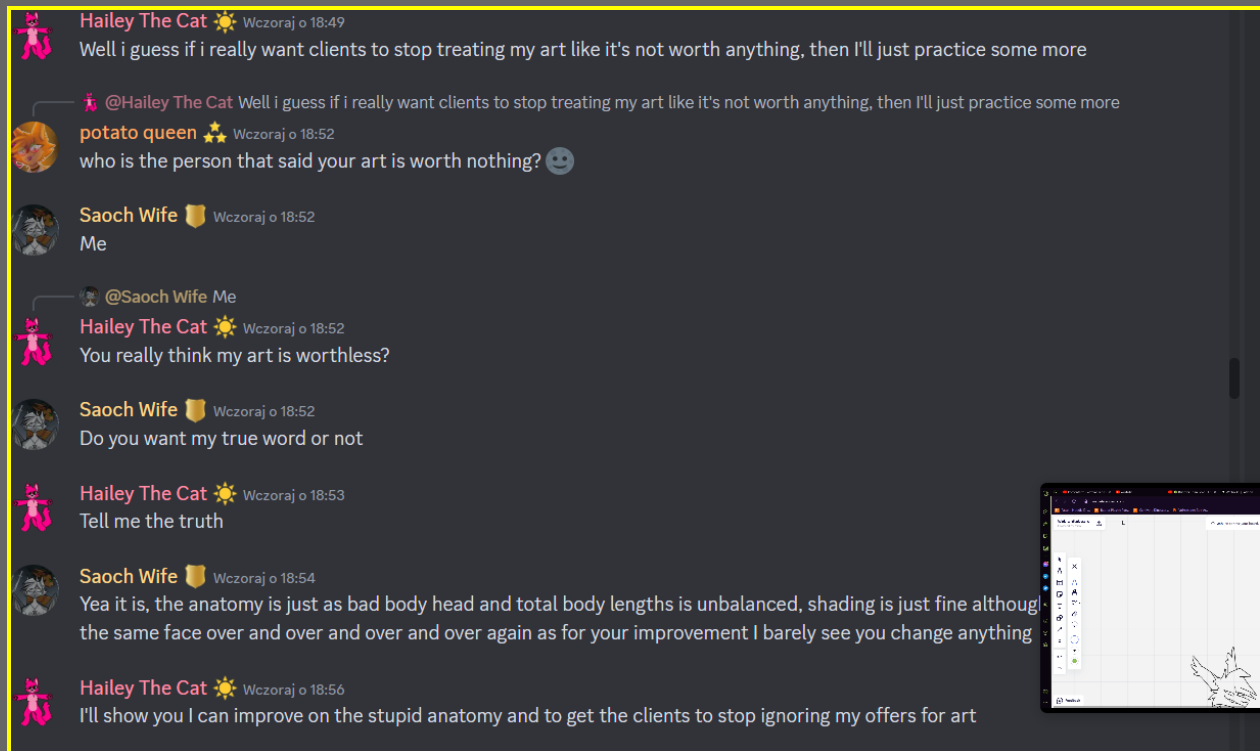 Hailey The Cat Wczoraj o 18:49
Well i guess if i really want clients to stop treating my art like it's not worth anything, then I'll just practice some more
@Hailey The Cat Well i guess if i really want clients to stop treating my art like it's not worth anything, then I'll just practice some more
potato queen Wczoraj o 18:52
who is the person that said your art is worth nothing?
Saoch Wife Wczoraj o 18:52
Me
@Saoch Wife Me
Hailey The Cat Wczoraj o 18:52
You really think my art is worthless?
Saoch Wife Wczoraj o 18:52
Do you want my true word or not
Hailey The Cat Wczoraj o 18:53
Tell me the truth
Saoch Wife Wczoraj o 18:54
Yea it is, the anatomy is just as bad body head and total body lengths is unbalanced, shading is just fine
the same face over and over and over and over again as for your improvement I barely see you change anything
Hailey The Cat Wczoraj o 18:56
I'll show you I can improve on the stupid anatomy and to get the clients to stop ignoring my offers for art